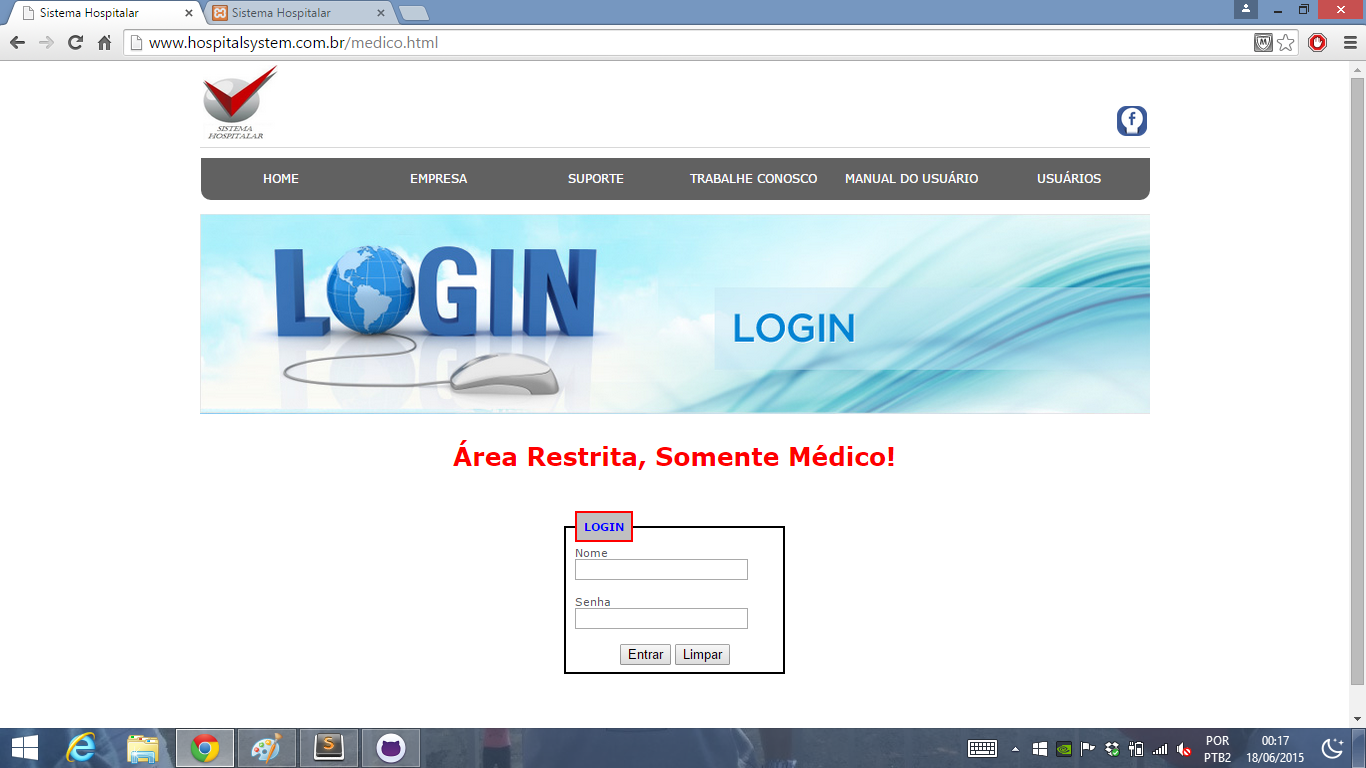 Sistema Hospitalar
Sistema Hospitalar
www.hospitalsystem.com.br/medico.html
SISTEMA
HOSPITALAR
f
HOME EMPRESA SUPORTE TRABALHE CONOSCO MANUAL DO USUÁRIO USUÁRIOS
LOGIN
LOGIN
Área Restrita, Somente Médico!
LOGIN
Nome
Senha
Entrar Limpar
POR 00:17
PTB2 18/06/2015